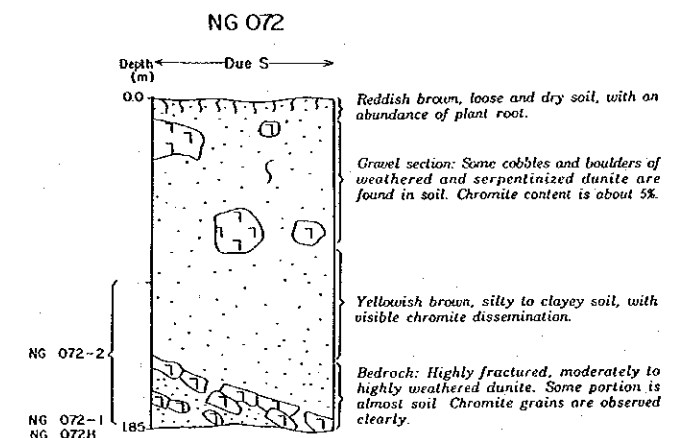 NG 072
Depth
(m)
Due S
0.0
Reddish brown, loose and dry soil, with an
abundance of plant root.
Gravel section: Some cobbles and boulders of
weathered and serpentinized dunite are
found in soil. Chromite content is about 5%.
Yellowish brown, silty to clayey soil, with
visible chromite dissemination.
NG 072-2
Bedrock: Highly fractured, moderately to
highly weathered dunite. Some portion is
almost soil Chromite grains are observed
clearly.
NG 072-1
1.85
NG 072H